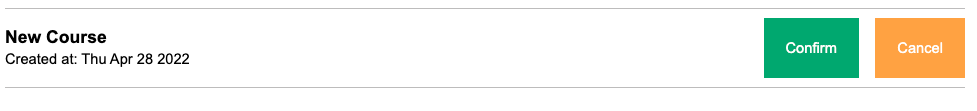 New Course
Created at: Thu Apr 28 2022
Confirm
Cancel